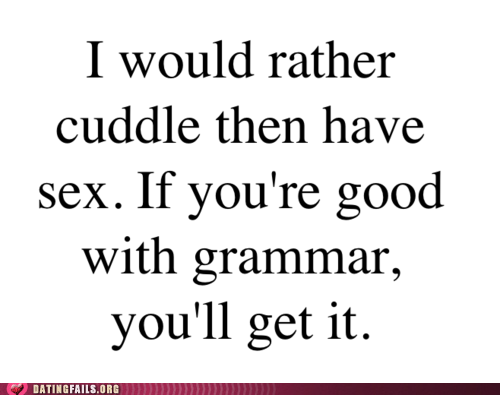 I would rather
cuddle then have
sex. If you're good
with grammar,
you'll get it.
DATINGFAILS.ORG